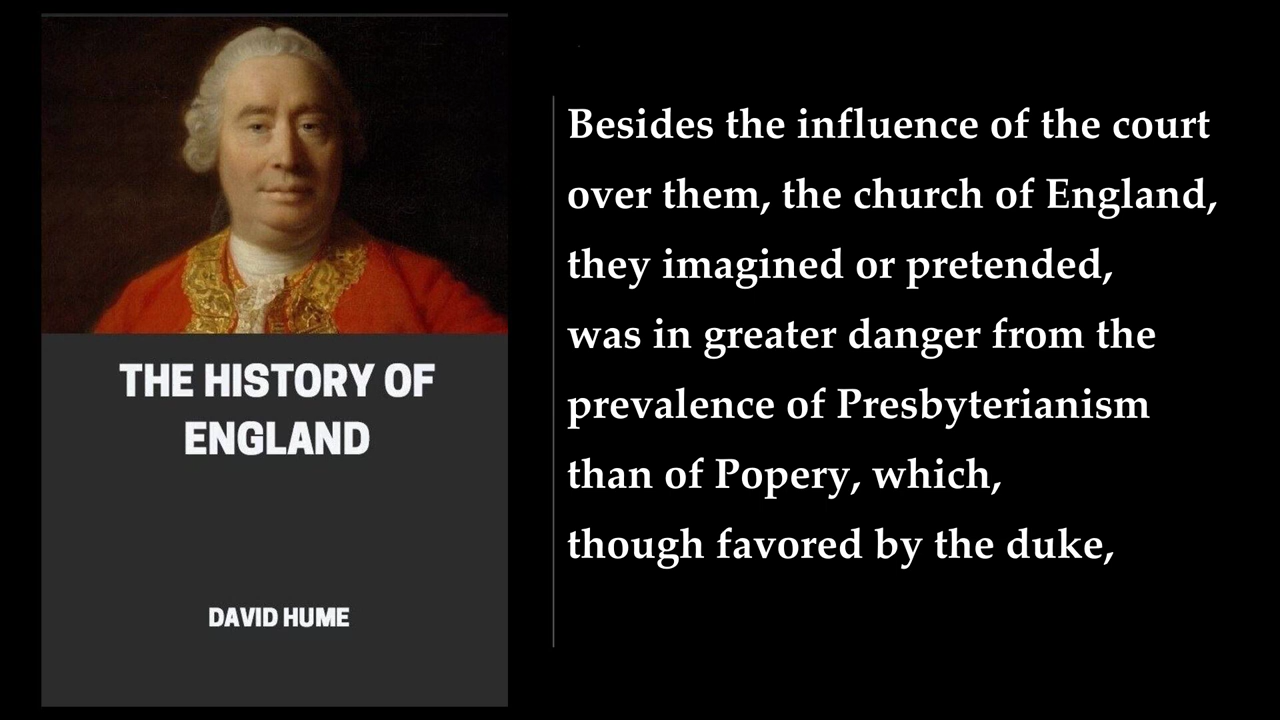 THE HISTORY OF
ENGLAND
DAVID HUME
Besides the influence of the court
over them, the church of England,
they imagined or pretended,
was in greater danger from the
prevalence of Presbyterianism
than of Popery, which,
though favored by the duke,